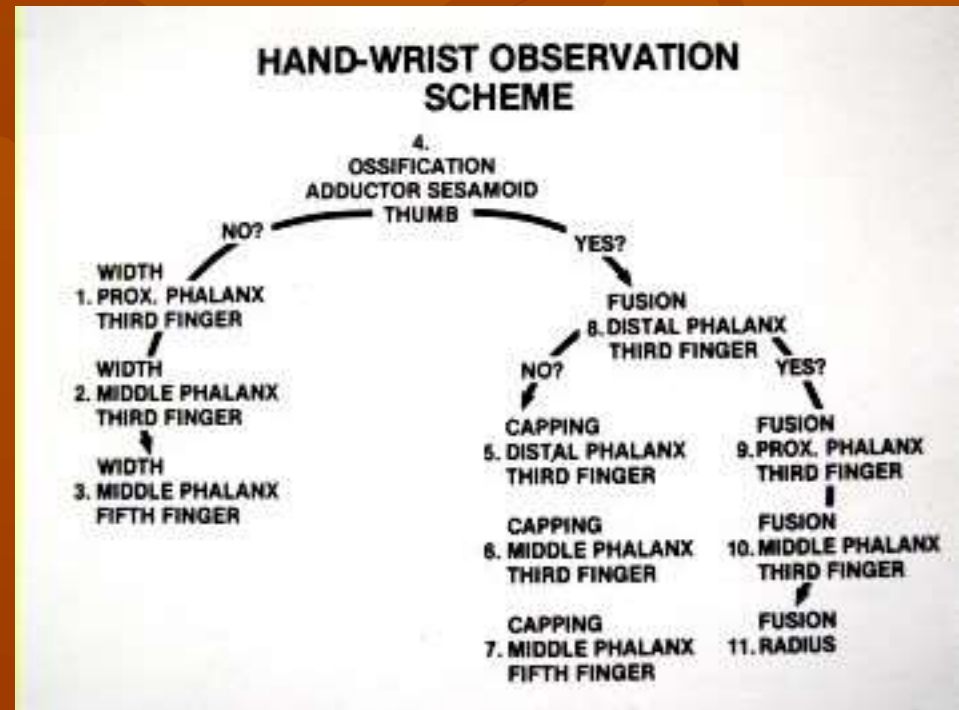 HAND-WRIST OBSERVATION
SCHEME
4.
OSSIFICATION
ADDUCTOR SESAMOID
THUMB
NO?
YES?
WIDTH
1. PROX. PHALANX
THIRD FINGER
WIDTH
2. MIDDLE PHALANX
THIRD FINGER
WIDTH
3. MIDDLE PHALANX
FIFTH FINGER
FUSION
8. DISTAL PHALANX
THIRD FINGER
NO?
YES?
CAPPING
5. DISTAL PHALANX
THIRD FINGER
CAPPING
6. MIDDLE PHALANX
THIRD FINGER
CAPPING
7. MIDDLE PHALANX
FIFTH FINGER
FUSION
9. PROX. PHALANX
THIRD FINGER
FUSION
10. MIDDLE PHALANX
THIRD FINGER
FUSION
11. RADIUS